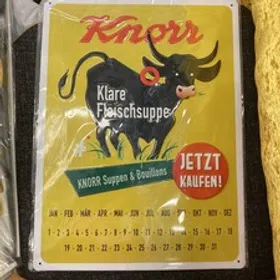 Knorr
Klare
Fleischsuppe
KNORR Suppen & Bouillons
JETZT
KAUFEN!
JAN · FEB · MÄR · APR · MAI · JUN · JUL · AUG · SEP · OKT · NOV · DEZ
1 · 2 · 3 · 4 · 5 · 6 · 7 · 8 · 9 · 10 · 11 · 12 · 13 · 14 · 15 · 16 · 17 · 18
19 · 20 · 21 · 22 · 23 · 24 · 25 · 26 · 27 · 28 · 29 · 30 · 31